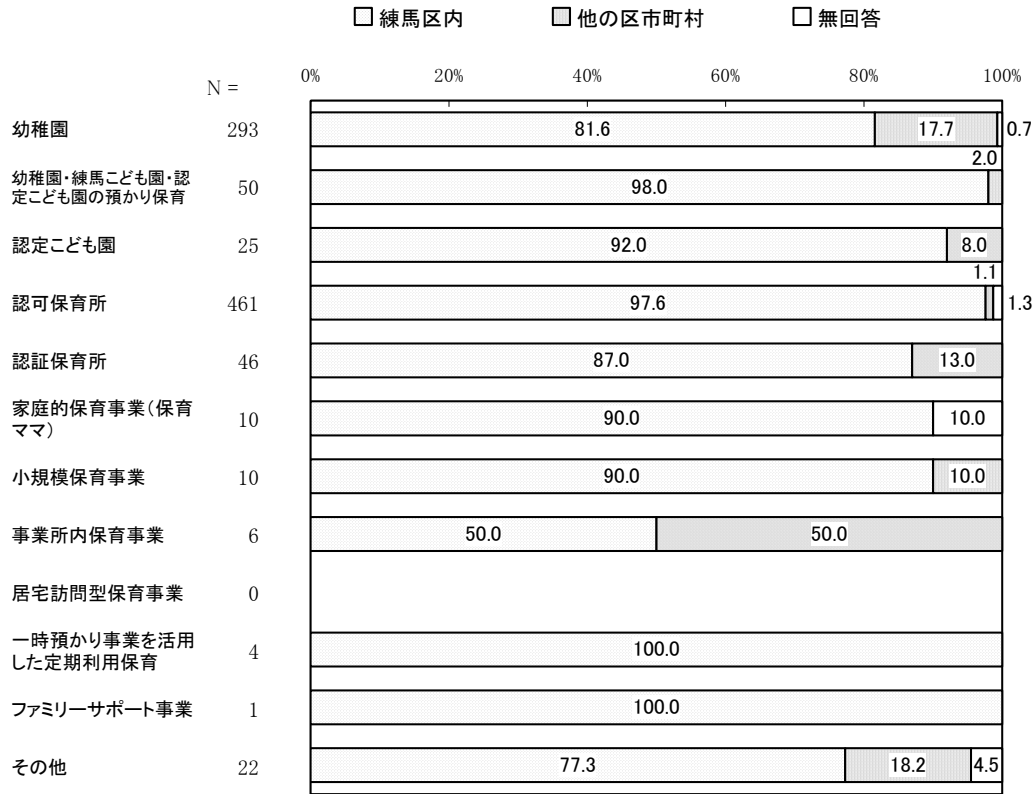 練馬区内 他の区市町村 無回答
N = 0% 20% 40% 60% 80% 100%
幼稚園 293 81.6 17.7 0.7
2.0
幼稚園・練馬こども園・認
定こども園の預かり保育 50 98.0
認定こども園 25 92.0 8.0
1.1
認可保育所 461 97.6 1.3
認証保育所 46 87.0 13.0
家庭的保育事業（保育
ママ） 10 90.0 10.0
小規模保育事業 10 90.0 10.0
事業所内保育事業 6 50.0 50.0
居宅訪問型保育事業 0
一時預かり事業を活用
した定期利用保育 4 100.0
ファミリーサポート事業 1 100.0
その他 22 77.3 18.2 4.5